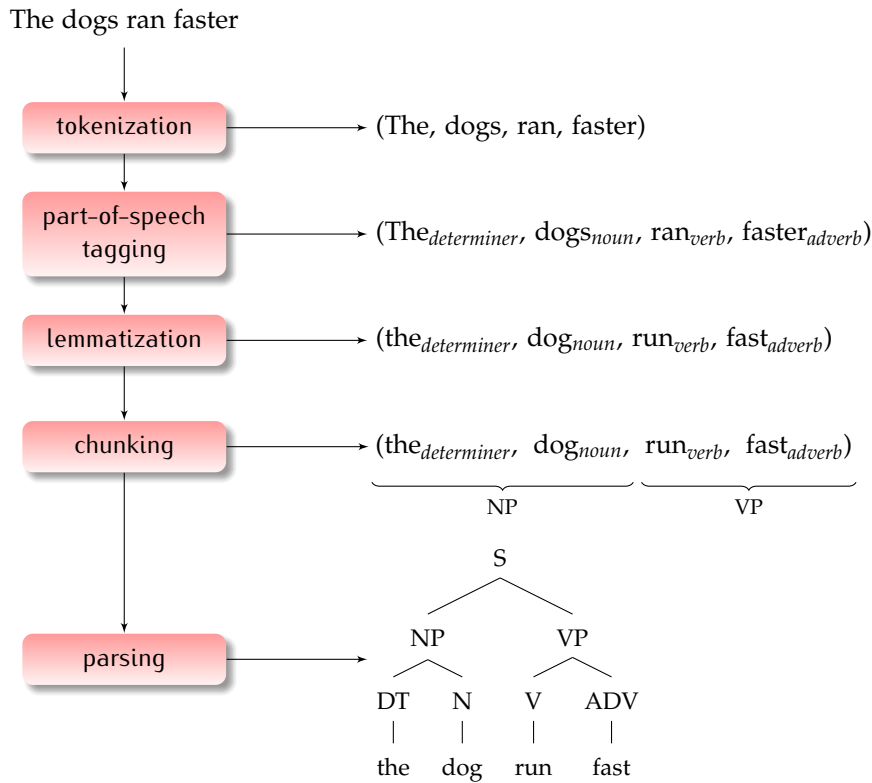 The dogs ran faster
tokenization
(The, dogs, ran, faster)
part-of-speech
tagging
(The_determiner, dogs_noun, ran_verb, faster_adverb)
lemmatization
(the_determiner, dog_noun, run_verb, fast_adverb)
chunking
(the_determiner, dog_noun, run_verb, fast_adverb)
NP VP
S
NP VP
parsing
DT N V ADV
the dog run fast